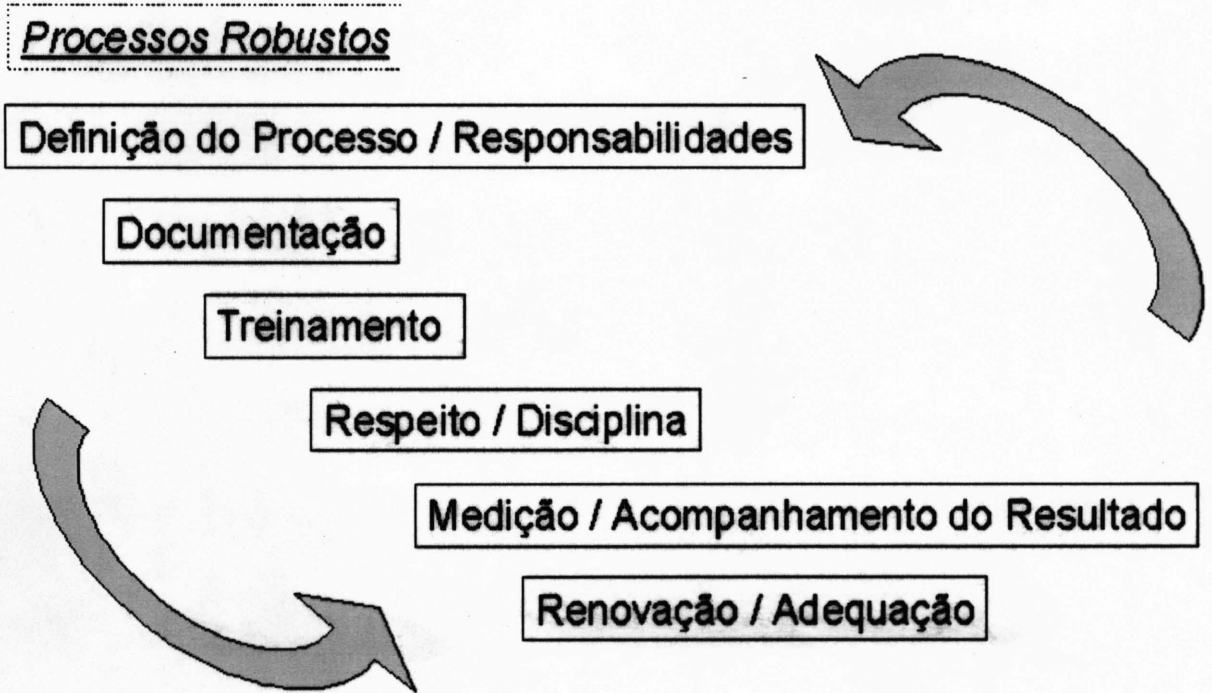 Processos Robustos
Definição do Processo / Responsabilidades
Documentação
Treinamento
Respeito / Disciplina
Medição / Acompanhamento do Resultado
Renovação / Adequação